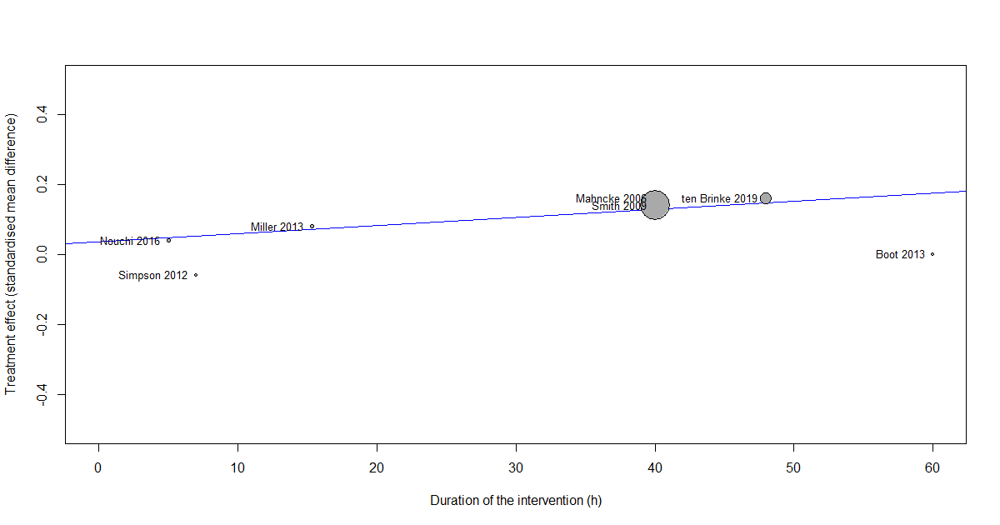 Treatment effect (standardised mean difference)
0.4
0.2
0.0
-0.2
-0.4
Mahncke 2006
Smith 2009
ten Brinke 2019
Miller 2013
Nouchi 2016
Boot 2013
Simpson 2012
0 10 20 30 40 50 60
Duration of the intervention (h)